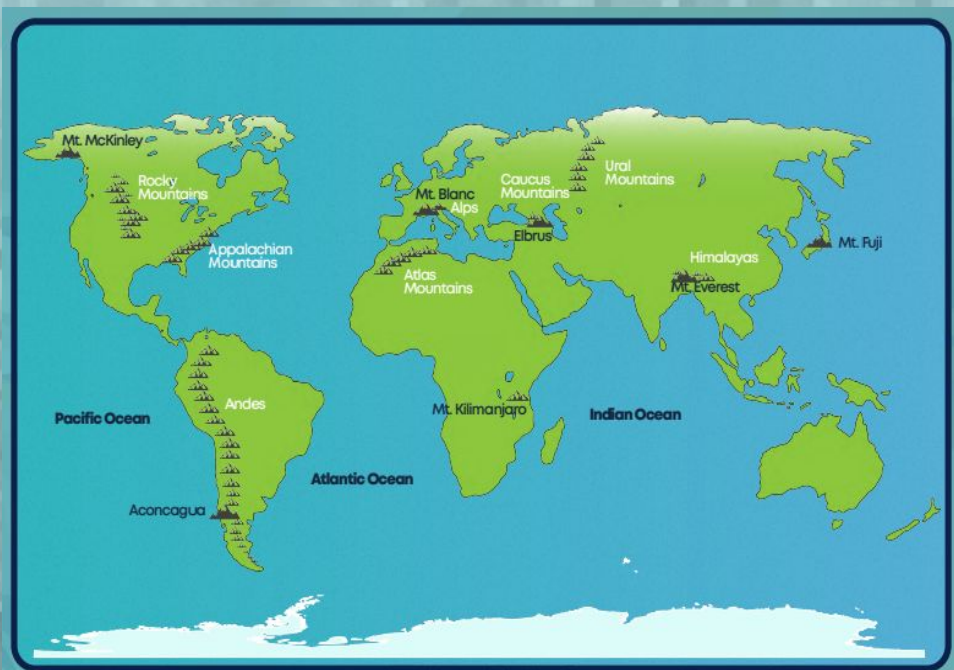 Mt. McKinley
Rocky
Mountains
Appalachian
Mountains
Mt. Blanc
Alps
Caucus
Mountains
Elbrus
Ural
Mountains
Atlas
Mountains
Himalayas
Mt. Everest
Mt. Fuji
Andes
Mt. Kilimanjaro
Pacific Ocean
Indian Ocean
Atlantic Ocean
Aconcagua